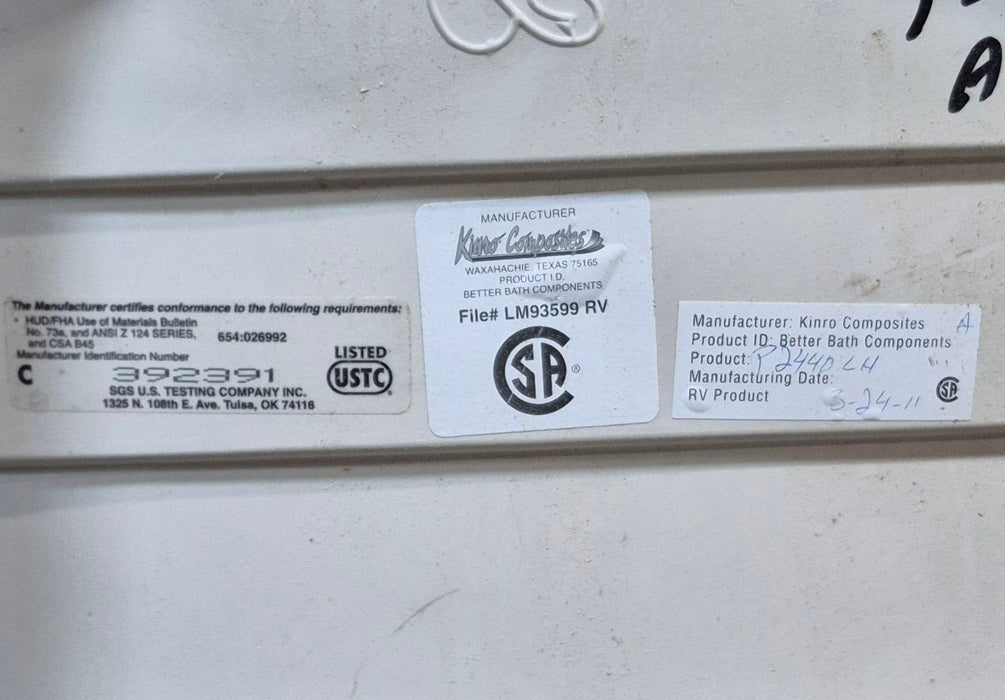 A
The Manufacturer certifies conformance to the following requirements:
• HUD/FHA Use of Materials Bulletin
No. 73a, and ANSI Z 124 SERIES,
and CSA B45
654:026992
Manufacturer Identification Number
C 392391
LISTED
USTC
SGS U.S. TESTING COMPANY INC.
1325 N. 108th E. Ave. Tulsa, OK 74116
MANUFACTURER
Kinro Composites
WAXAHACHIE, TEXAS 75165
PRODUCT I D.
BETTER BATH COMPONENTS
File# LM93599 RV
CSA®
Manufacturer: Kinro Composites A
Product ID: Better Bath Components
Product: P2440 LH
Manufacturing Date:
RV Product 3-24-11
CSA